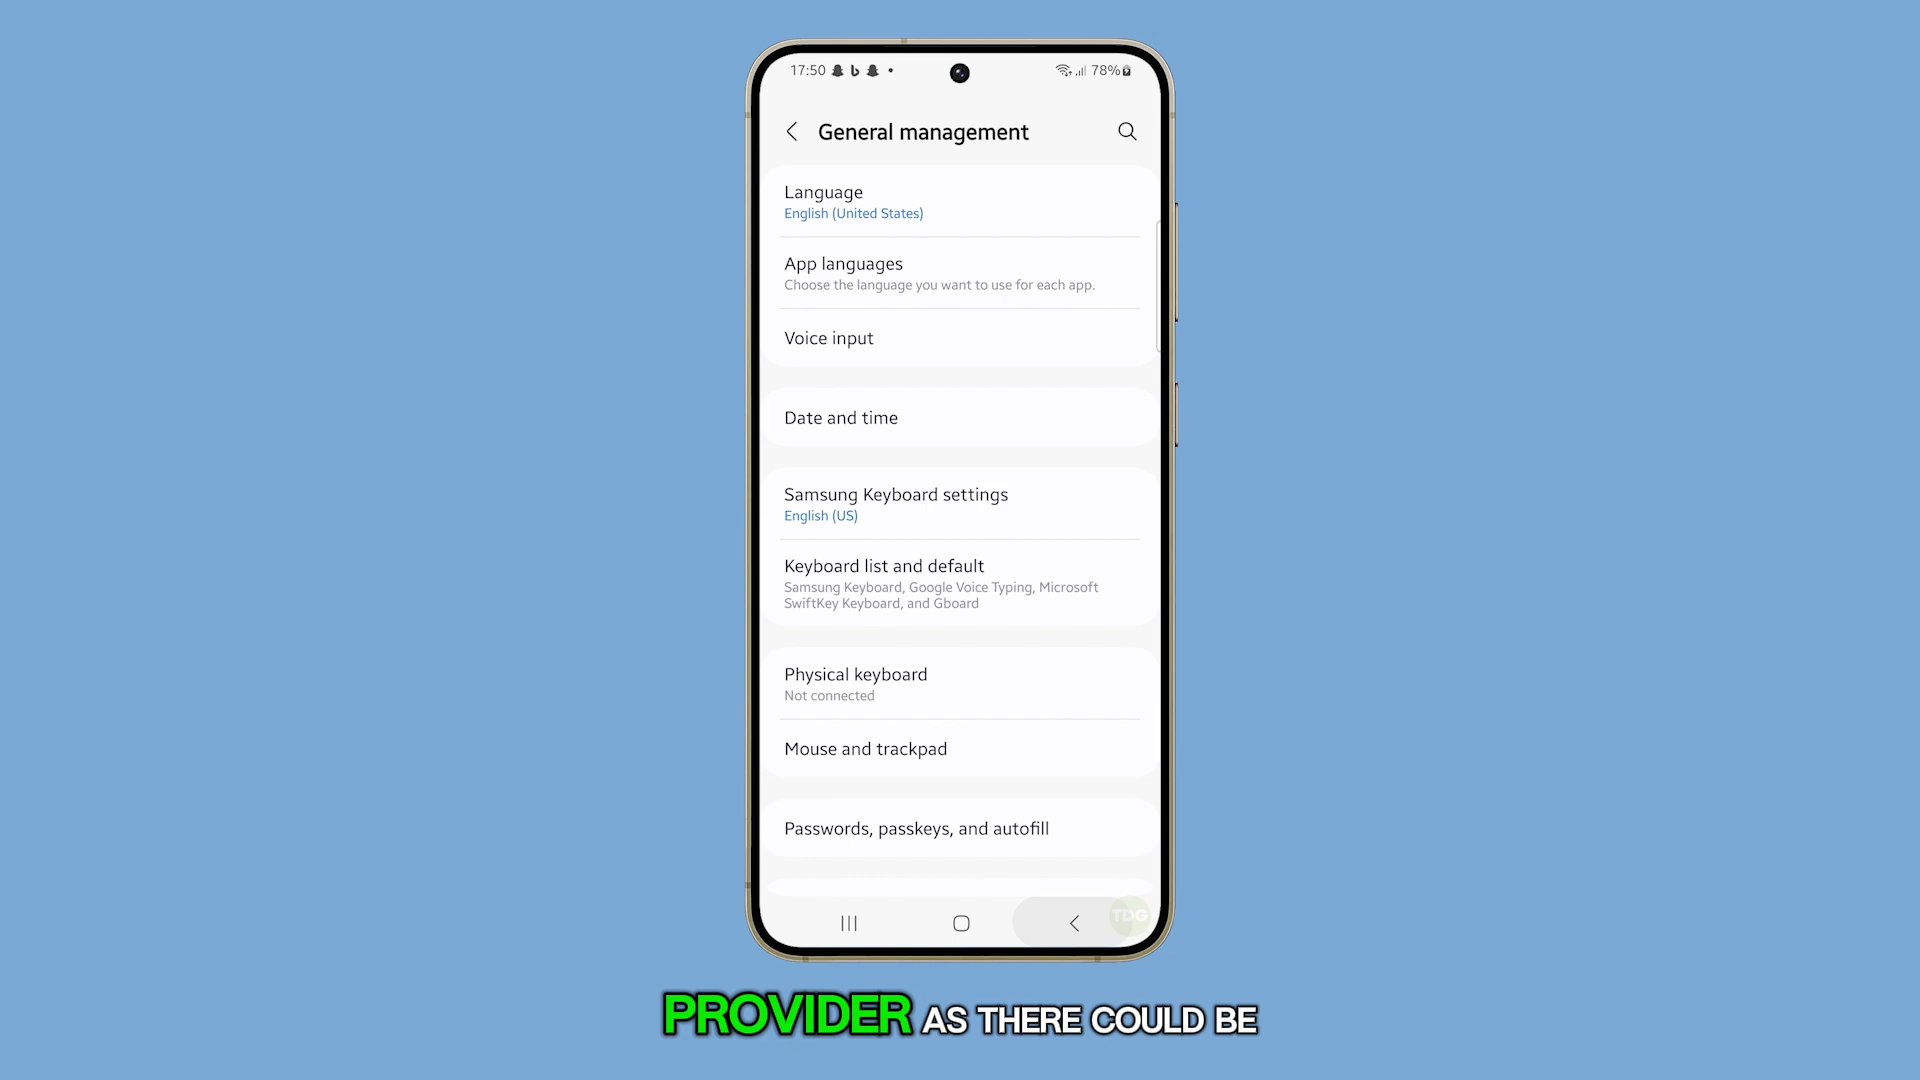 17:50
78%
General management
Language
English (United States)
App languages
Choose the language you want to use for each app.
Voice input
Date and time
Samsung Keyboard settings
English (US)
Keyboard list and default
Samsung Keyboard, Google Voice Typing, Microsoft
SwiftKey Keyboard, and Gboard
Physical keyboard
Not connected
Mouse and trackpad
Passwords, passkeys, and autofill
TDG
PROVIDER AS THERE COULD BE